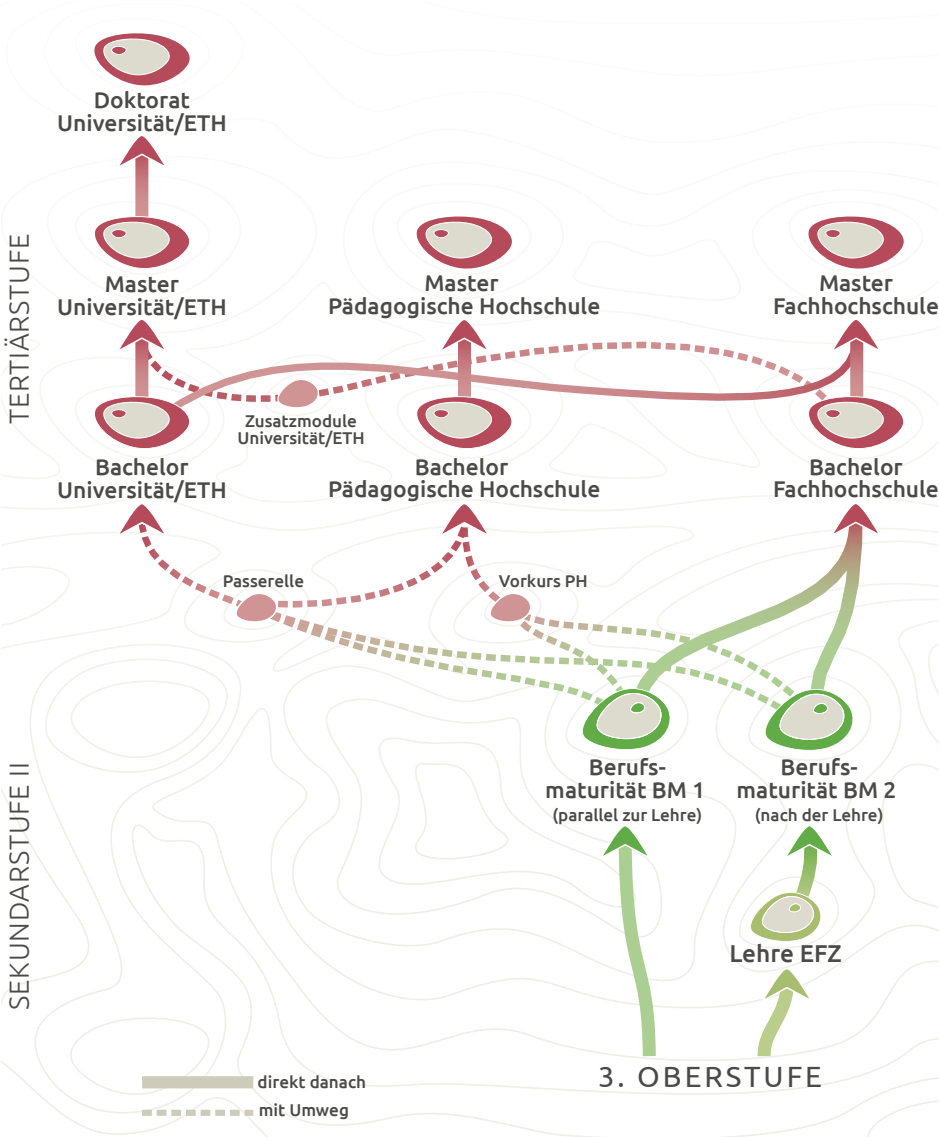 Doktorat
Universität/ETH
TERTIÄRSTUFE
Master
Universität/ETH
Master
Pädagogische Hochschule
Master
Fachhochschule
Zusatzmodule
Universität/ETH
Bachelor
Universität/ETH
Bachelor
Pädagogische Hochschule
Bachelor
Fachhochschule
Passerelle
Vorkurs PH
SEKUNDARSTUFE II
Berufs-
maturität BM 1
(parallel zur Lehre)
Berufs-
maturität BM 2
(nach der Lehre)
Lehre EFZ
3. OBERSTUFE
direkt danach
mit Umweg